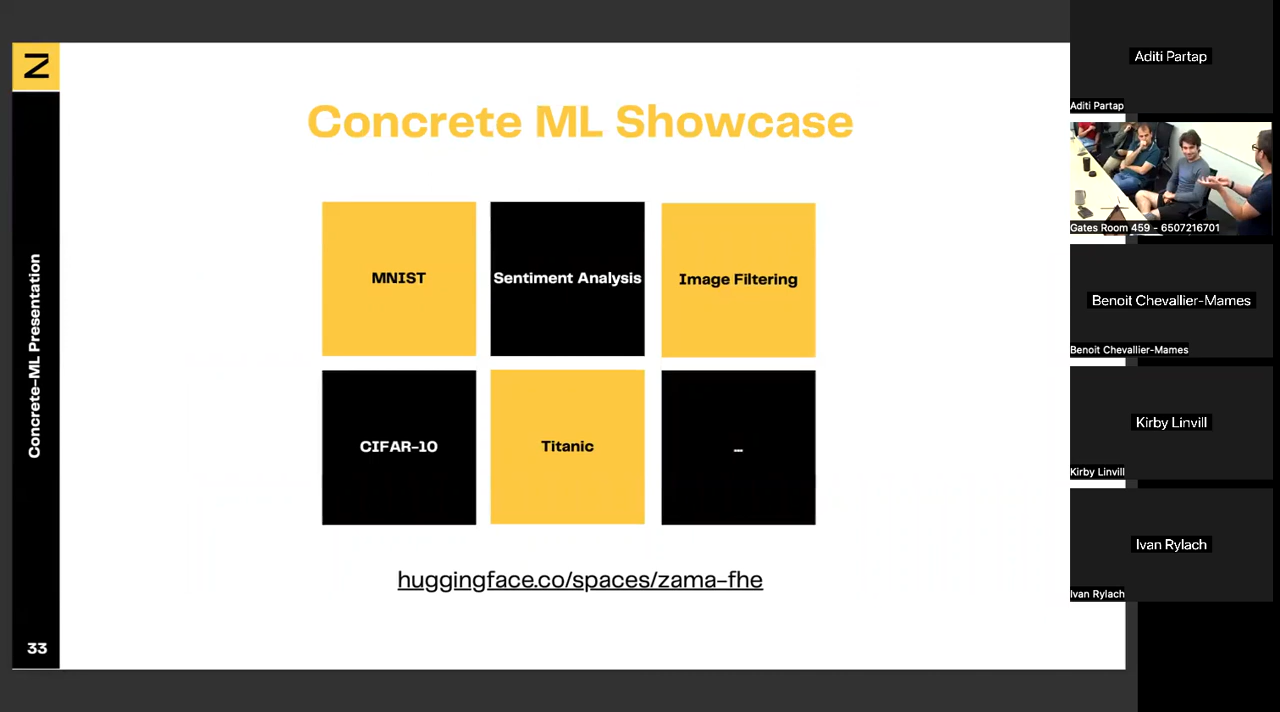 Z
Concrete-ML Presentation
33
Concrete ML Showcase
MNIST
Sentiment Analysis
Image Filtering
CIFAR-10
Titanic
...
huggingface.co/spaces/zama-fhe
Aditi Partap
Aditi Partap
Gates Room 459 - 6507216701
Benoit Chevallier-Mames
Benoit Chevallier-Mames
Kirby Linvill
Kirby Linvill
Ivan Rylach
Ivan Rylach